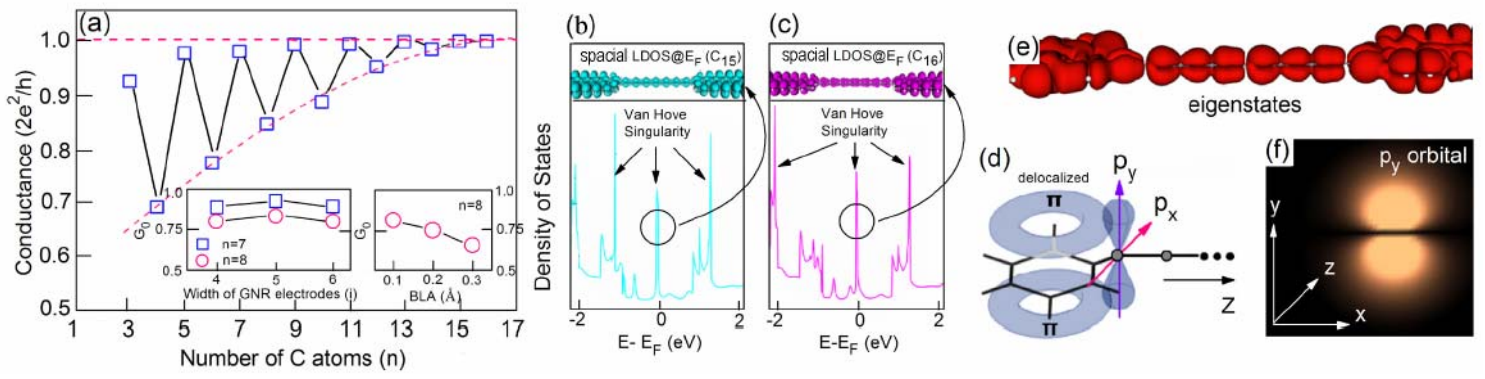 (a)
Conductance (2e²/h)
1.0
0.9
0.8
0.7
0.6
0.5
1 3 5 7 9 11 13 15 17
Number of C atoms (n)
1.0
0.75
0.5
G₀
n=7
n=8
4 5 6
Width of GNR electrodes (i)
n=8
1.0
0.75
0.5
G₀
0.1 0.2 0.3
BLA (Å)
(b)
spacial LDOS@E_F (C₁₅)
Van Hove
Singularity
Density of States
-2 0 2
E- E_F (eV)
(c)
spacial LDOS@E_F (C₁₆)
Van Hove
Singularity
-2 0 2
E-E_F (eV)
(e)
eigenstates
(d)
delocalized
π
π
p_y
p_x
Z
(f)
p_y orbital
y
z
x